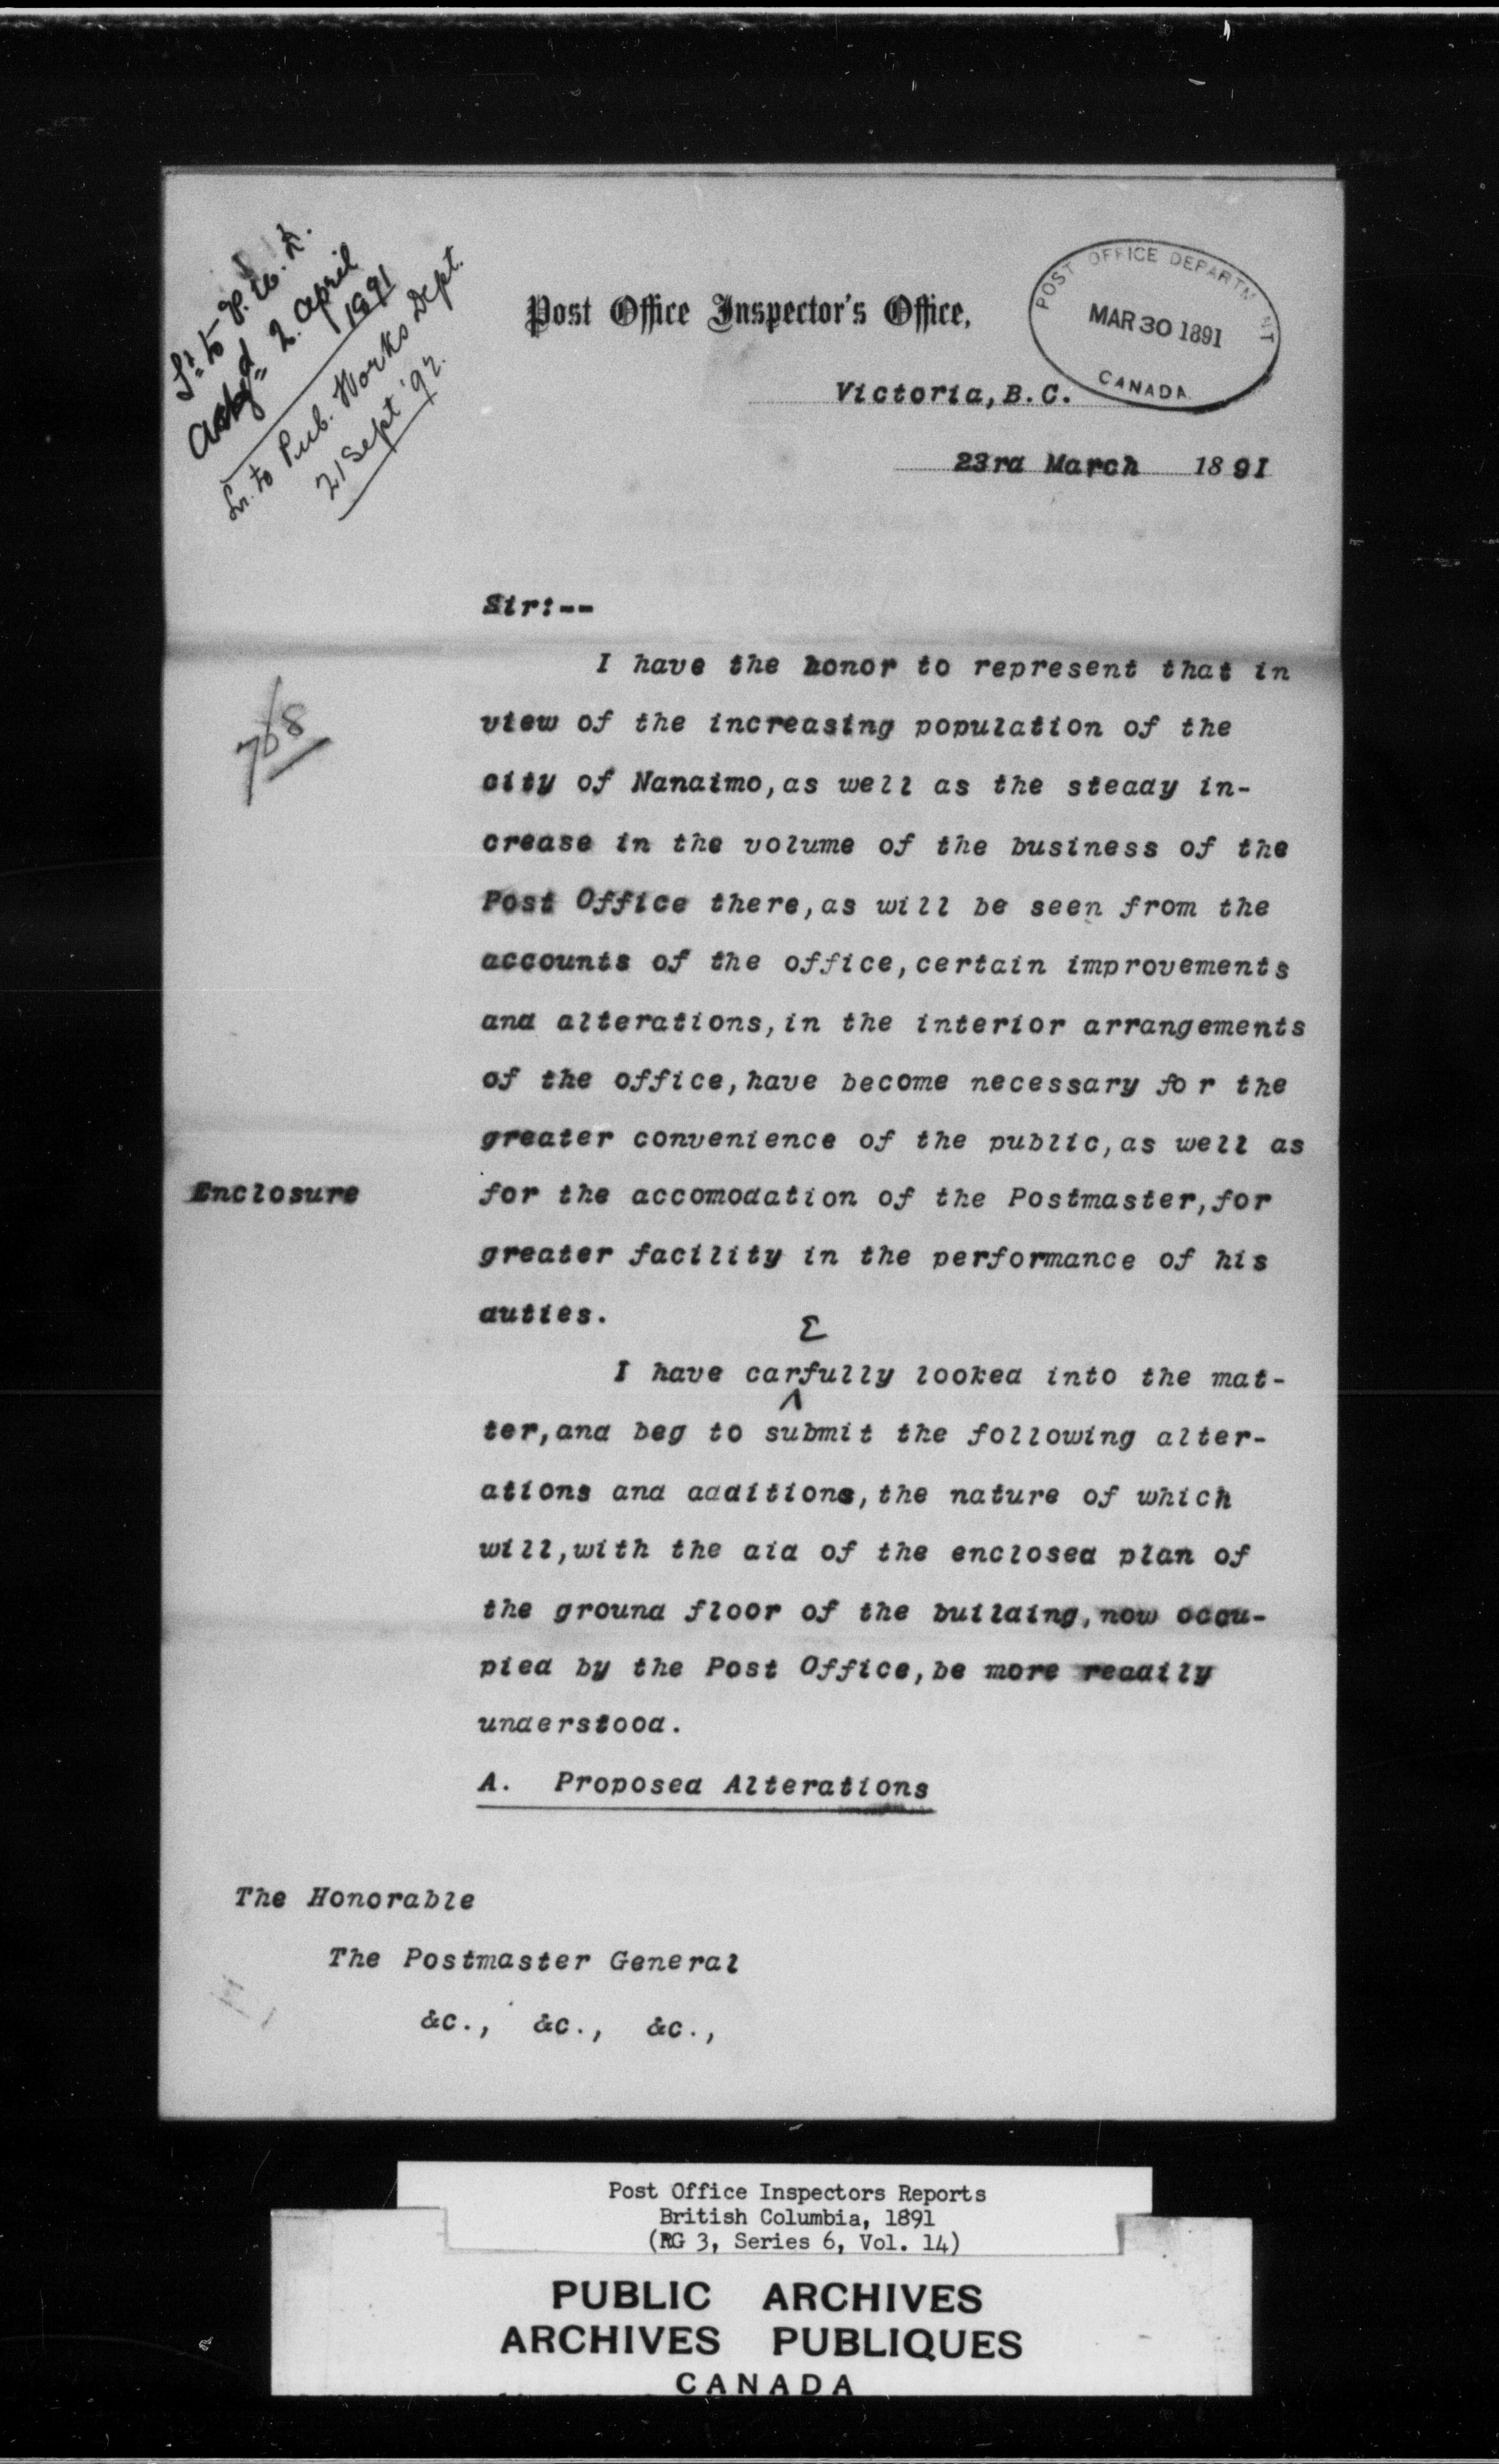 Lr. to P.
Ackgd 2. April
1891
Lr. to Pub. Works Dept.
21 Sept '92.
Post Office Inspector's Office,
POST OFFICE DEPARTMENT
MAR 30 1891
CANADA
Victoria, B.C.
23rd March 1891
Sir:--
I have the honor to represent that in
view of the increasing population of the
city of Nanaimo, as well as the steady in-
crease in the volume of the business of the
Post Office there, as will be seen from the
accounts of the office, certain improvements
and alterations, in the interior arrangements
of the office, have become necessary for the
greater convenience of the public, as well as
Enclosure
for the accomodation of the Postmaster, for
greater facility in the performance of his
duties.
E
I have carfully looked into the mat-
ter, and beg to submit the following alter-
ations and additions, the nature of which
will, with the aid of the enclosed plan of
the ground floor of the building, now occu-
pied by the Post Office, be more readily
understood.
A. Proposed Alterations
The Honorable
The Postmaster General
&c., &c., &c.,
Post Office Inspectors Reports
British Columbia, 1891
(RG 3, Series 6, Vol. 14)
PUBLIC ARCHIVES
ARCHIVES PUBLIQUES
CANADA